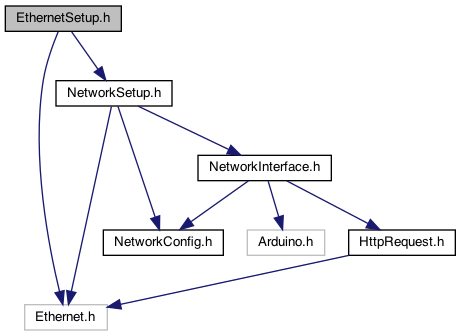 EthernetSetup.h
NetworkSetup.h
NetworkInterface.h
NetworkConfig.h
Arduino.h
HttpRequest.h
Ethernet.h